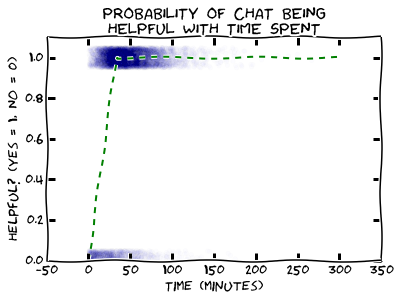 PROBABILITY OF CHAT BEING
HELPFUL WITH TIME SPENT
HELPFUL? (YES = 1, NO = 0)
1.0
0.8
0.6
0.4
0.2
0.0
-50 0 50 100 150 200 250 300 350
TIME (MINUTES)